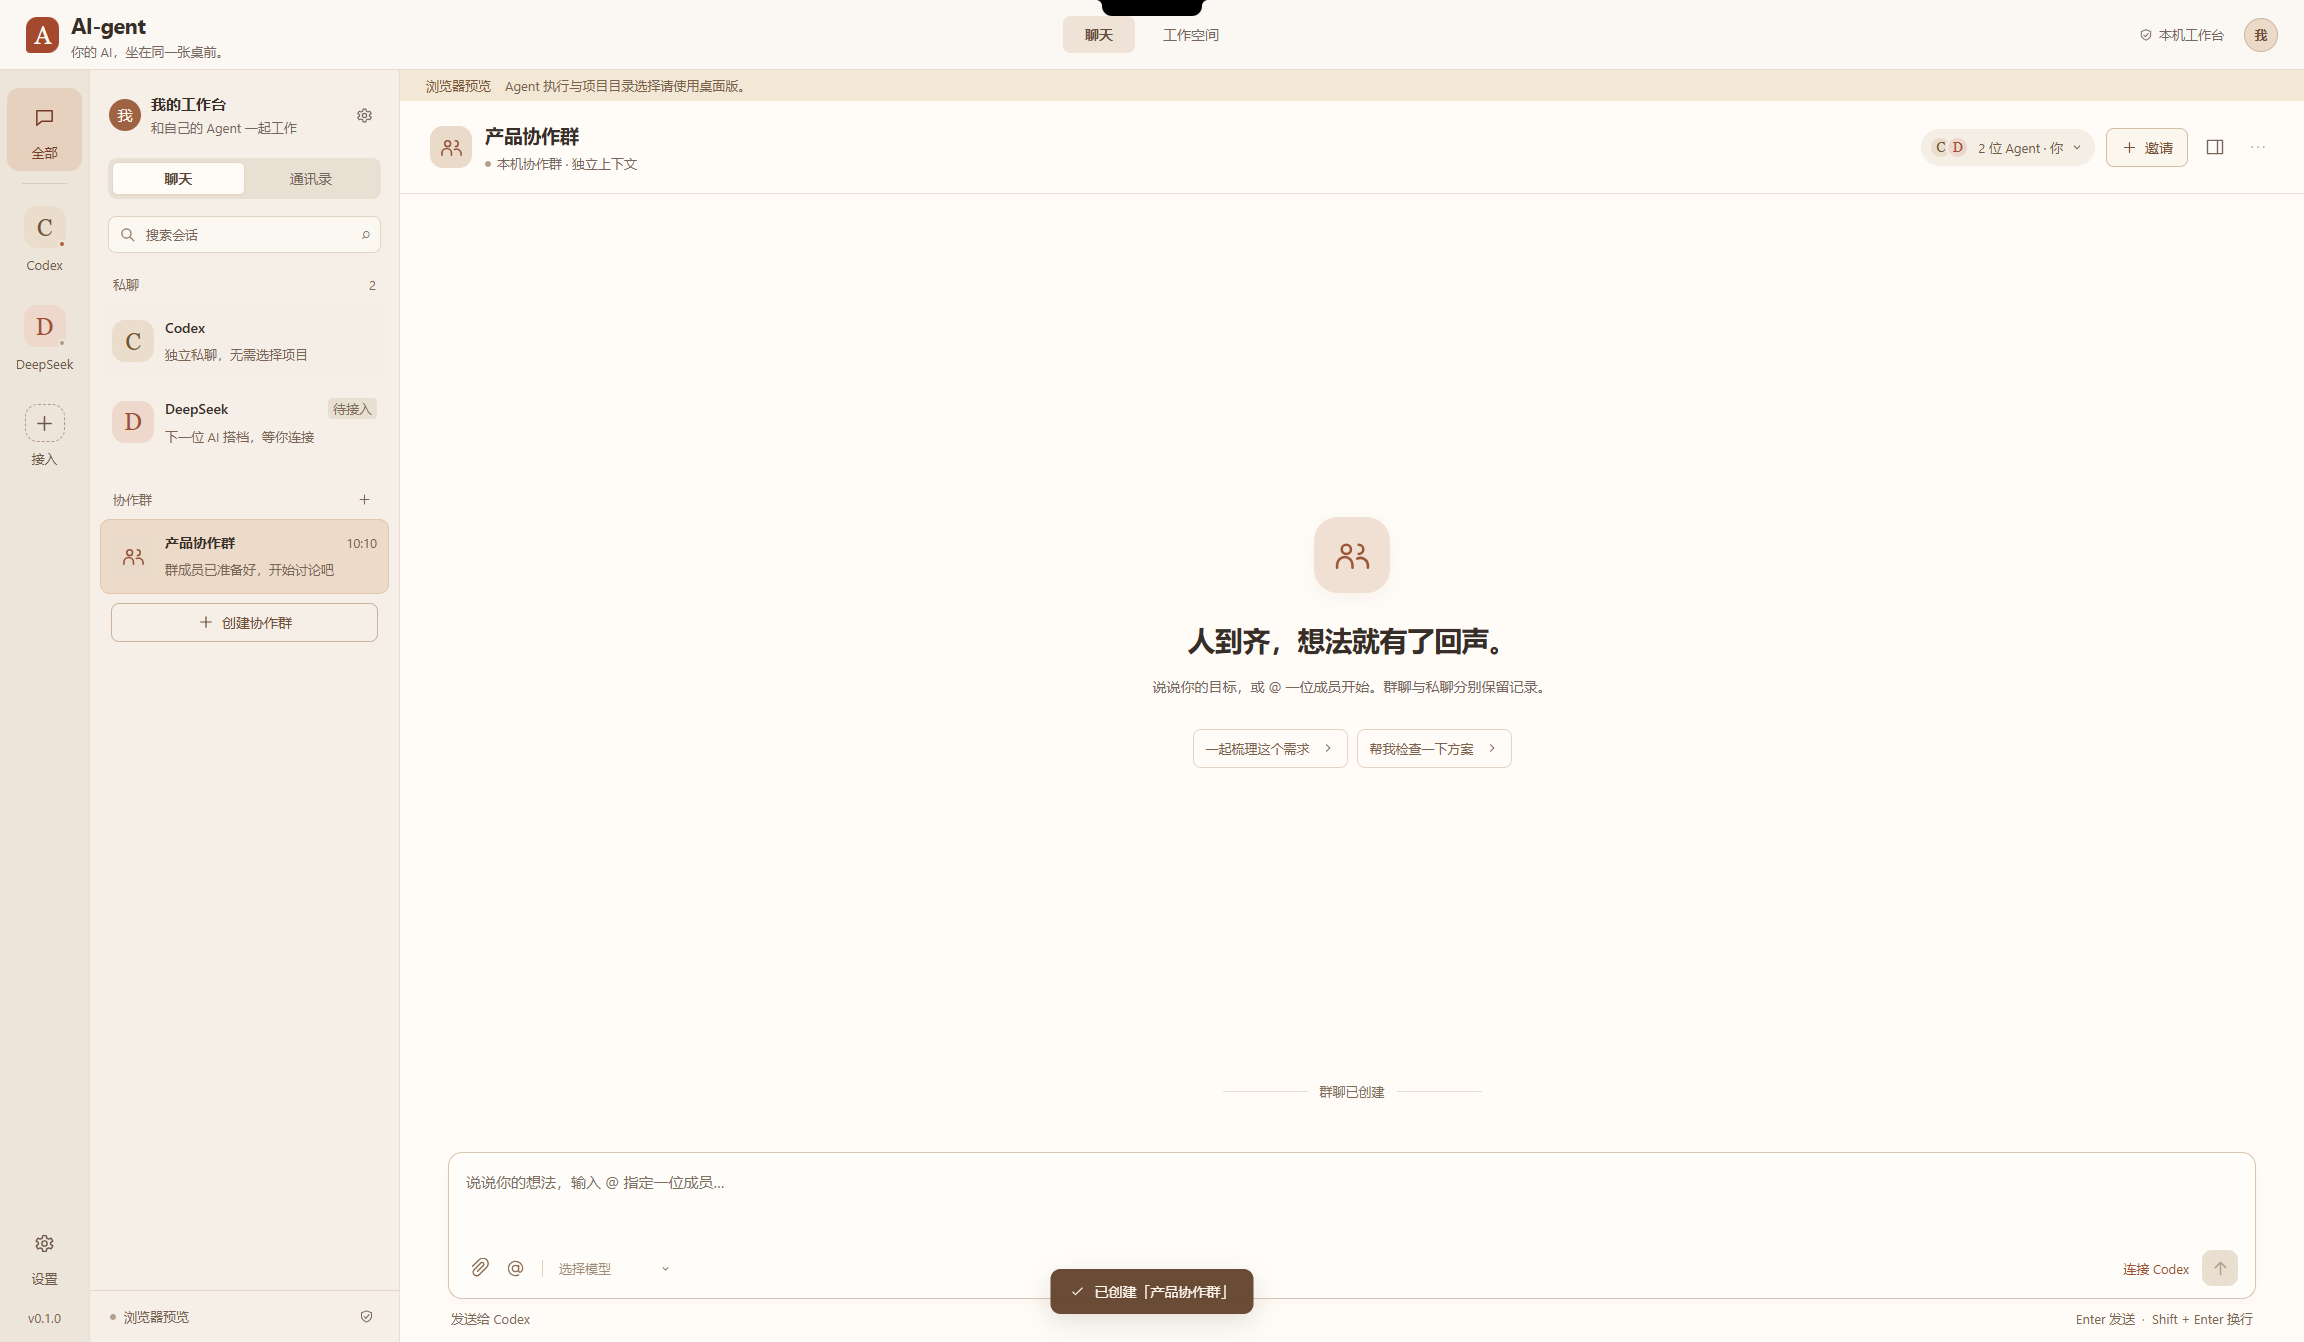 A
AI-gent
你的 AI，坐在同一张桌前。
聊天
工作空间
本机工作台
我
全部
C
Codex
D
DeepSeek
接入
设置
v0.1.0
我
我的工作台
和自己的 Agent 一起工作
聊天
通讯录
搜索会话
私聊
2
C
Codex
独立私聊，无需选择项目
D
DeepSeek
待接入
下一位 AI 搭档，等你连接
协作群
产品协作群
10:10
群成员已准备好，开始讨论吧
创建协作群
浏览器预览
浏览器预览 Agent 执行与项目目录选择请使用桌面版。
产品协作群
本机协作群 · 独立上下文
C D 2 位 Agent · 你
邀请
人到齐，想法就有了回声。
说说你的目标，或 @ 一位成员开始。群聊与私聊分别保留记录。
一起梳理这个需求
帮我检查一下方案
群聊已创建
说说你的想法，输入 @ 指定一位成员...
选择模型
连接 Codex
已创建「产品协作群」
发送给 Codex
Enter 发送 · Shift + Enter 换行